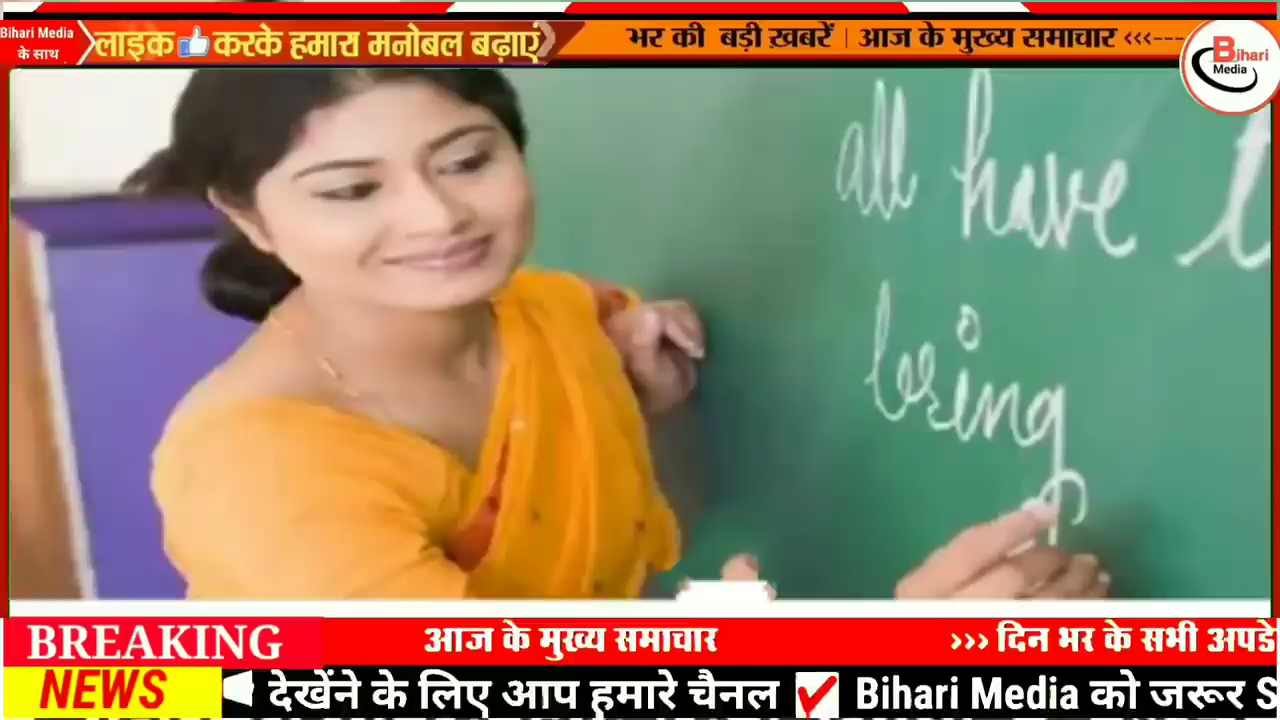 Bihari Media
के साथ
लाइक 👍 करके हमारा मनोबल बढ़ाएं
भर की बड़ी ख़बरें | आज के मुख्य समाचार <<<---
Bihari
Media
all have t
bring
BREAKING
NEWS
आज के मुख्य समाचार
>>> दिन भर के सभी अपडे
देखेंने के लिए आप हमारे चैनल ✔ Bihari Media को जरूर S